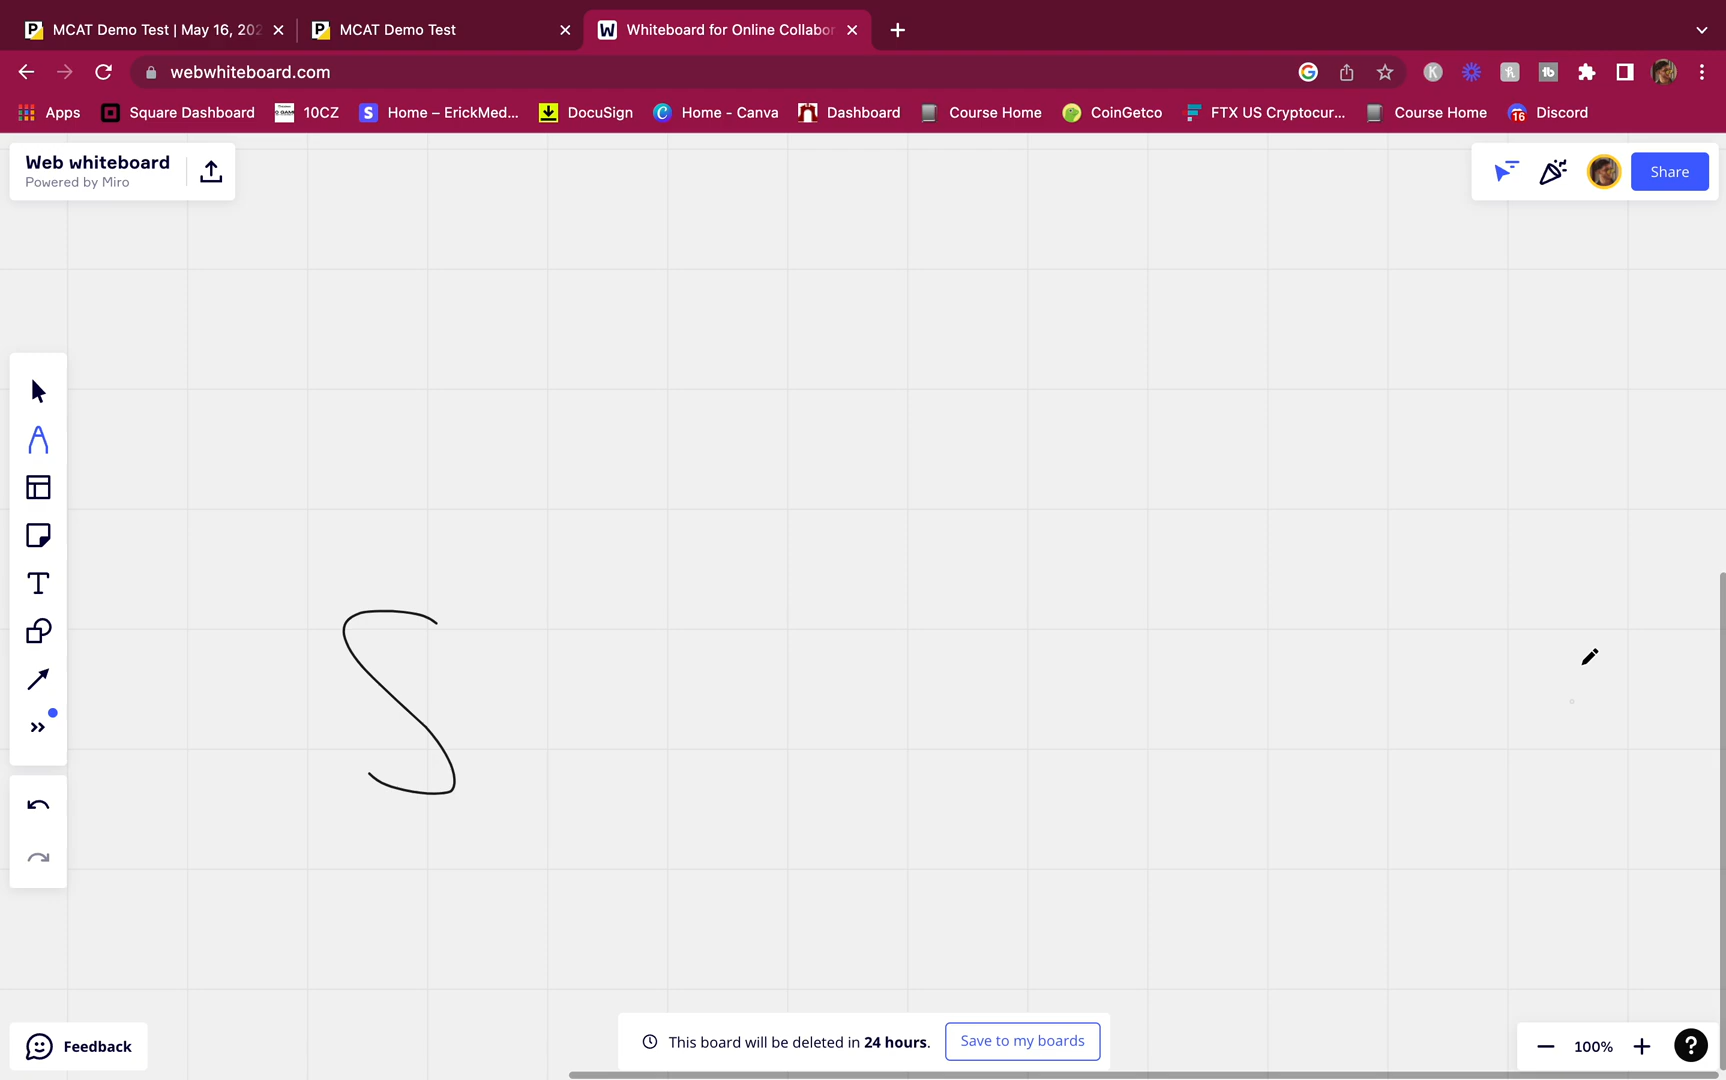 MCAT Demo Test | May 16, 202
MCAT Demo Test
W Whiteboard for Online Collabor
webwhiteboard.com
Apps
Square Dashboard
10CZ
Home – ErickMed...
DocuSign
Home - Canva
Dashboard
Course Home
CoinGetco
FTX US Cryptocur...
Course Home
16 Discord
Web whiteboard
Powered by Miro
Share
S
Feedback
This board will be deleted in 24 hours.
Save to my boards
100%
?